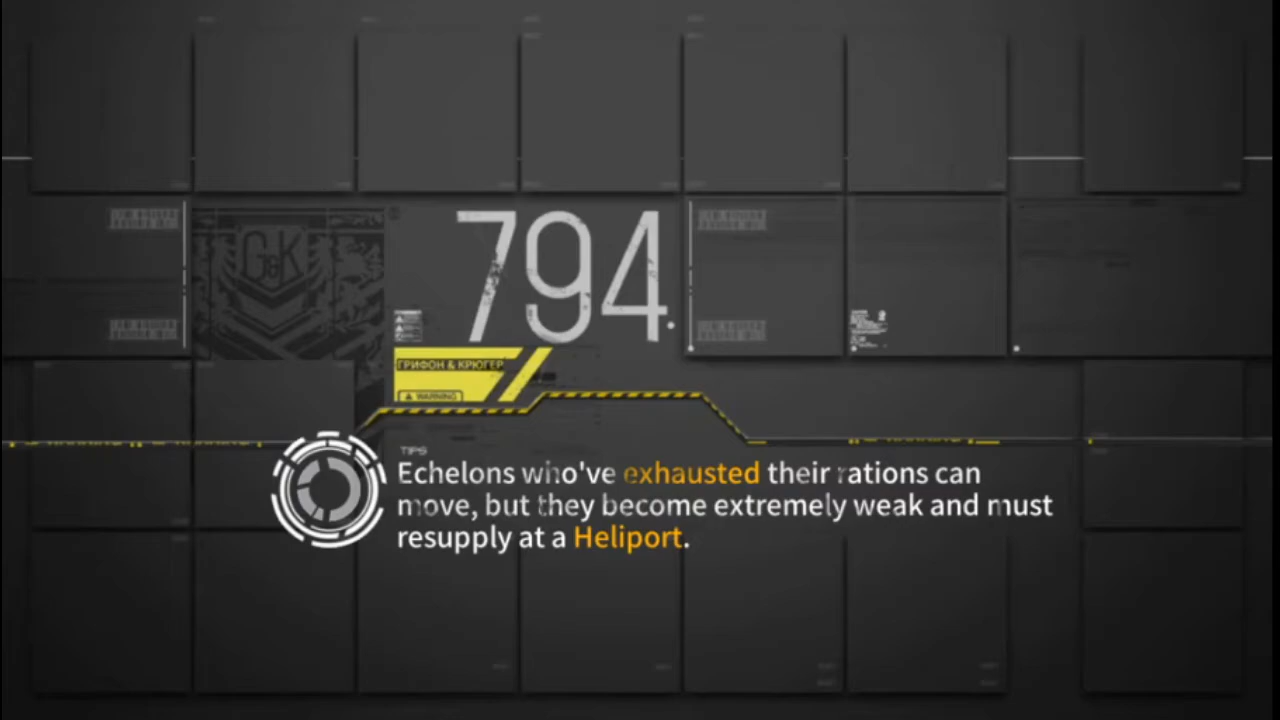 G&K
794.
ГРИФОН & КРЮГЕР
WARNING
TIPS
Echelons who've exhausted their rations can
move, but they become extremely weak and must
resupply at a Heliport.